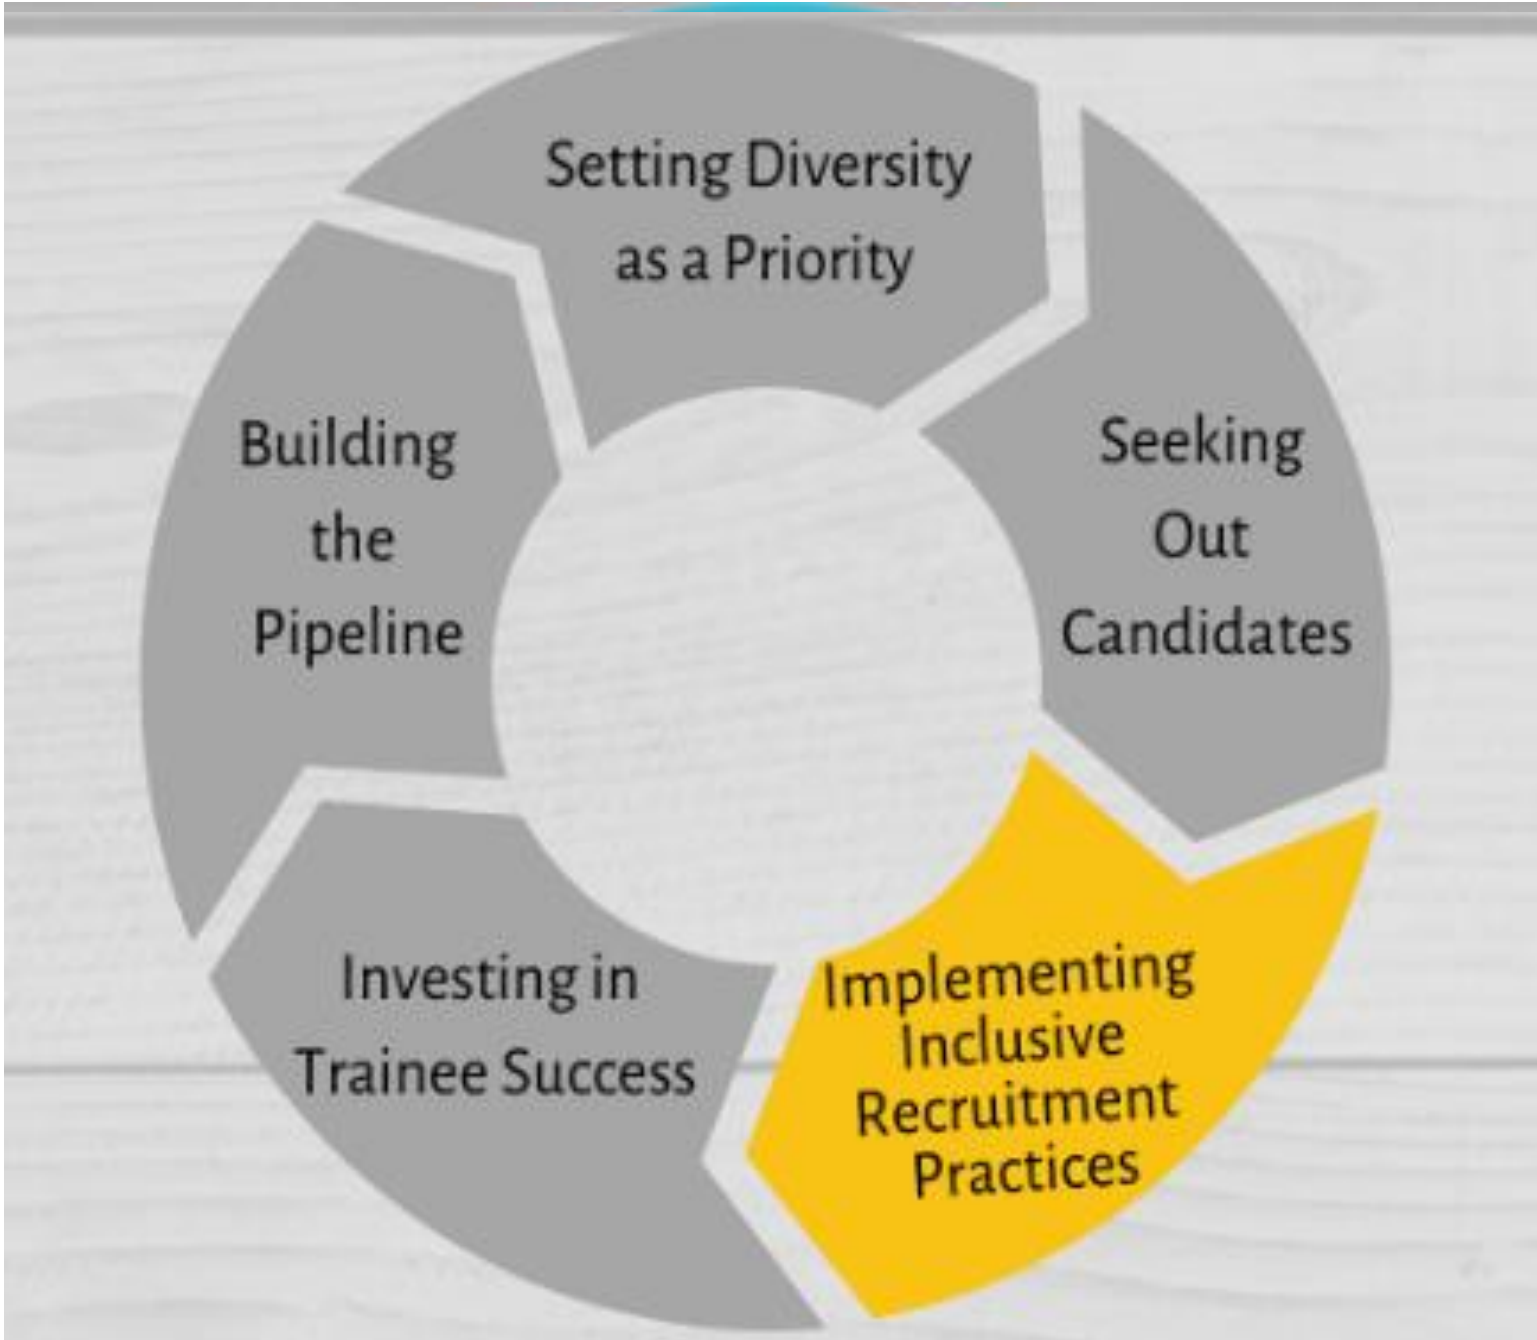 Setting Diversity
as a Priority
Seeking
Out
Candidates
Implementing
Inclusive
Recruitment
Practices
Investing in
Trainee Success
Building
the
Pipeline